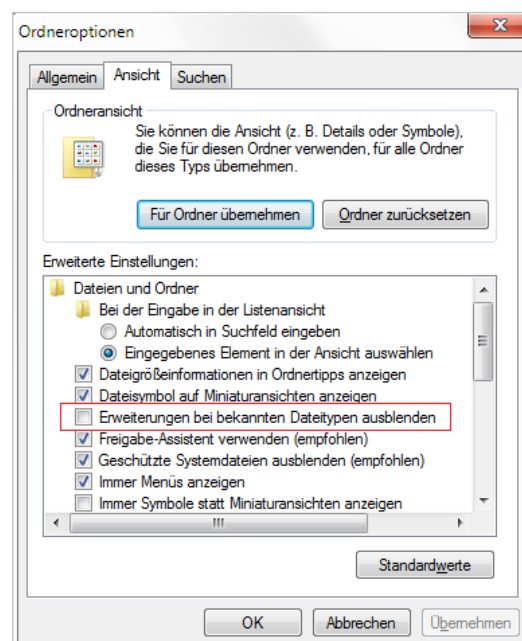 Ordneroptionen
Allgemein Ansicht Suchen
Ordneransicht
Sie können die Ansicht (z. B. Details oder Symbole),
die Sie für diesen Ordner verwenden, für alle Ordner
dieses Typs übernehmen.
Für Ordner übernehmen Ordner zurücksetzen
Erweiterte Einstellungen:
Dateien und Ordner
Bei der Eingabe in der Listenansicht
Automatisch in Suchfeld eingeben
Eingegebenes Element in der Ansicht auswählen
Dateigrößeinformationen in Ordnertipps anzeigen
Dateisymbol auf Miniaturansichten anzeigen
Erweiterungen bei bekannten Dateitypen ausblenden
Freigabe-Assistent verwenden (empfohlen)
Geschützte Systemdateien ausblenden (empfohlen)
Immer Menüs anzeigen
Immer Symbole statt Miniaturansichten anzeigen
Standardwerte
OK Abbrechen Übernehmen